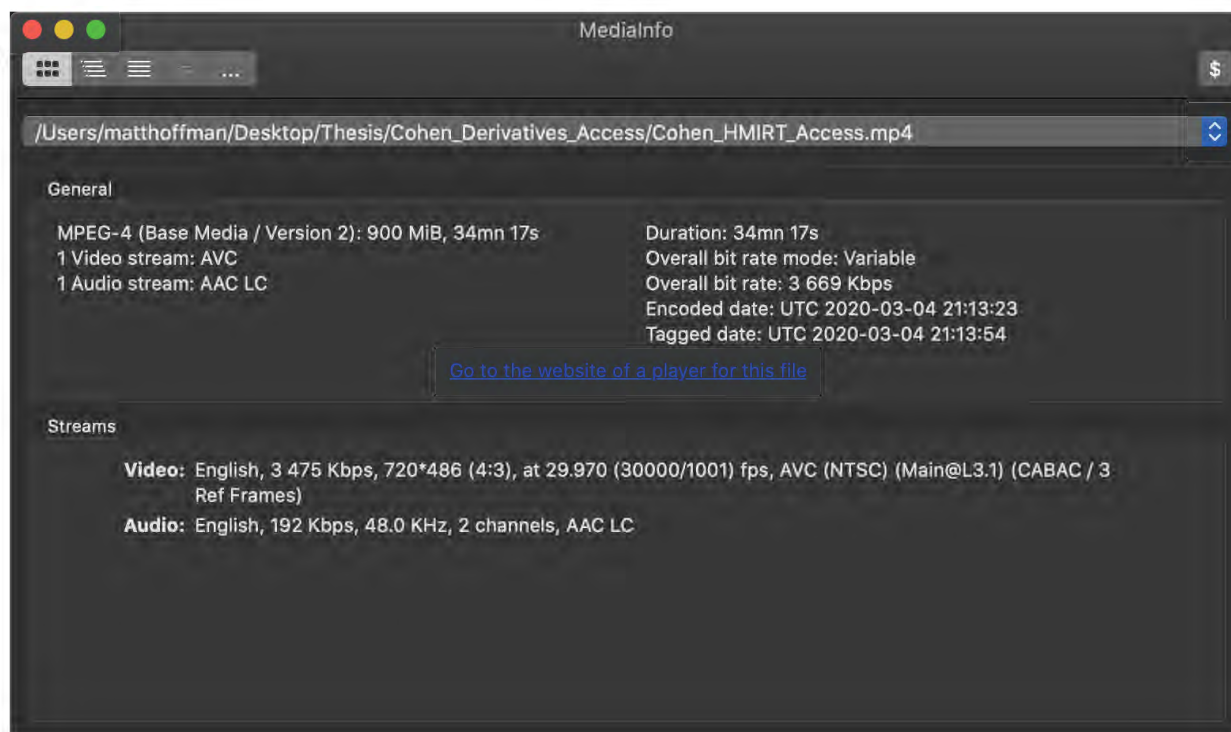 MediaInfo
...
$
/Users/matthoffman/Desktop/Thesis/Cohen_Derivatives_Access/Cohen_HMIRT_Access.mp4
General
MPEG-4 (Base Media / Version 2): 900 MiB, 34mn 17s
1 Video stream: AVC
1 Audio stream: AAC LC
Duration: 34mn 17s
Overall bit rate mode: Variable
Overall bit rate: 3 669 Kbps
Encoded date: UTC 2020-03-04 21:13:23
Tagged date: UTC 2020-03-04 21:13:54
Go to the website of a player for this file
Streams
Video: English, 3 475 Kbps, 720*486 (4:3), at 29.970 (30000/1001) fps, AVC (NTSC) (Main@L3.1) (CABAC / 3
Ref Frames)
Audio: English, 192 Kbps, 48.0 KHz, 2 channels, AAC LC